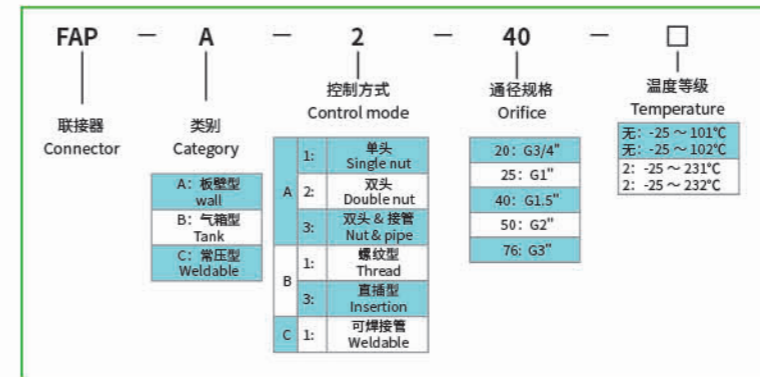 FAP — A — 2 — 40 — □
联接器
Connector
类别
Category
A：板壁型
wall
B：气箱型
Tank
C：常压型
Weldable
控制方式
Control mode
A
1:
单头
Single nut
2:
双头
Double nut
3:
双头 & 接管
Nut & pipe
B
1:
螺纹型
Thread
3:
直插型
Insertion
C
1:
可焊接管
Weldable
通径规格
Orifice
20：G3/4"
25：G1"
40：G1.5"
50：G2"
76：G3"
温度等级
Temperature
无：-25 ～ 101℃
无：-25 ～ 102℃
2：-25 ～ 231℃
2：-25 ～ 232℃